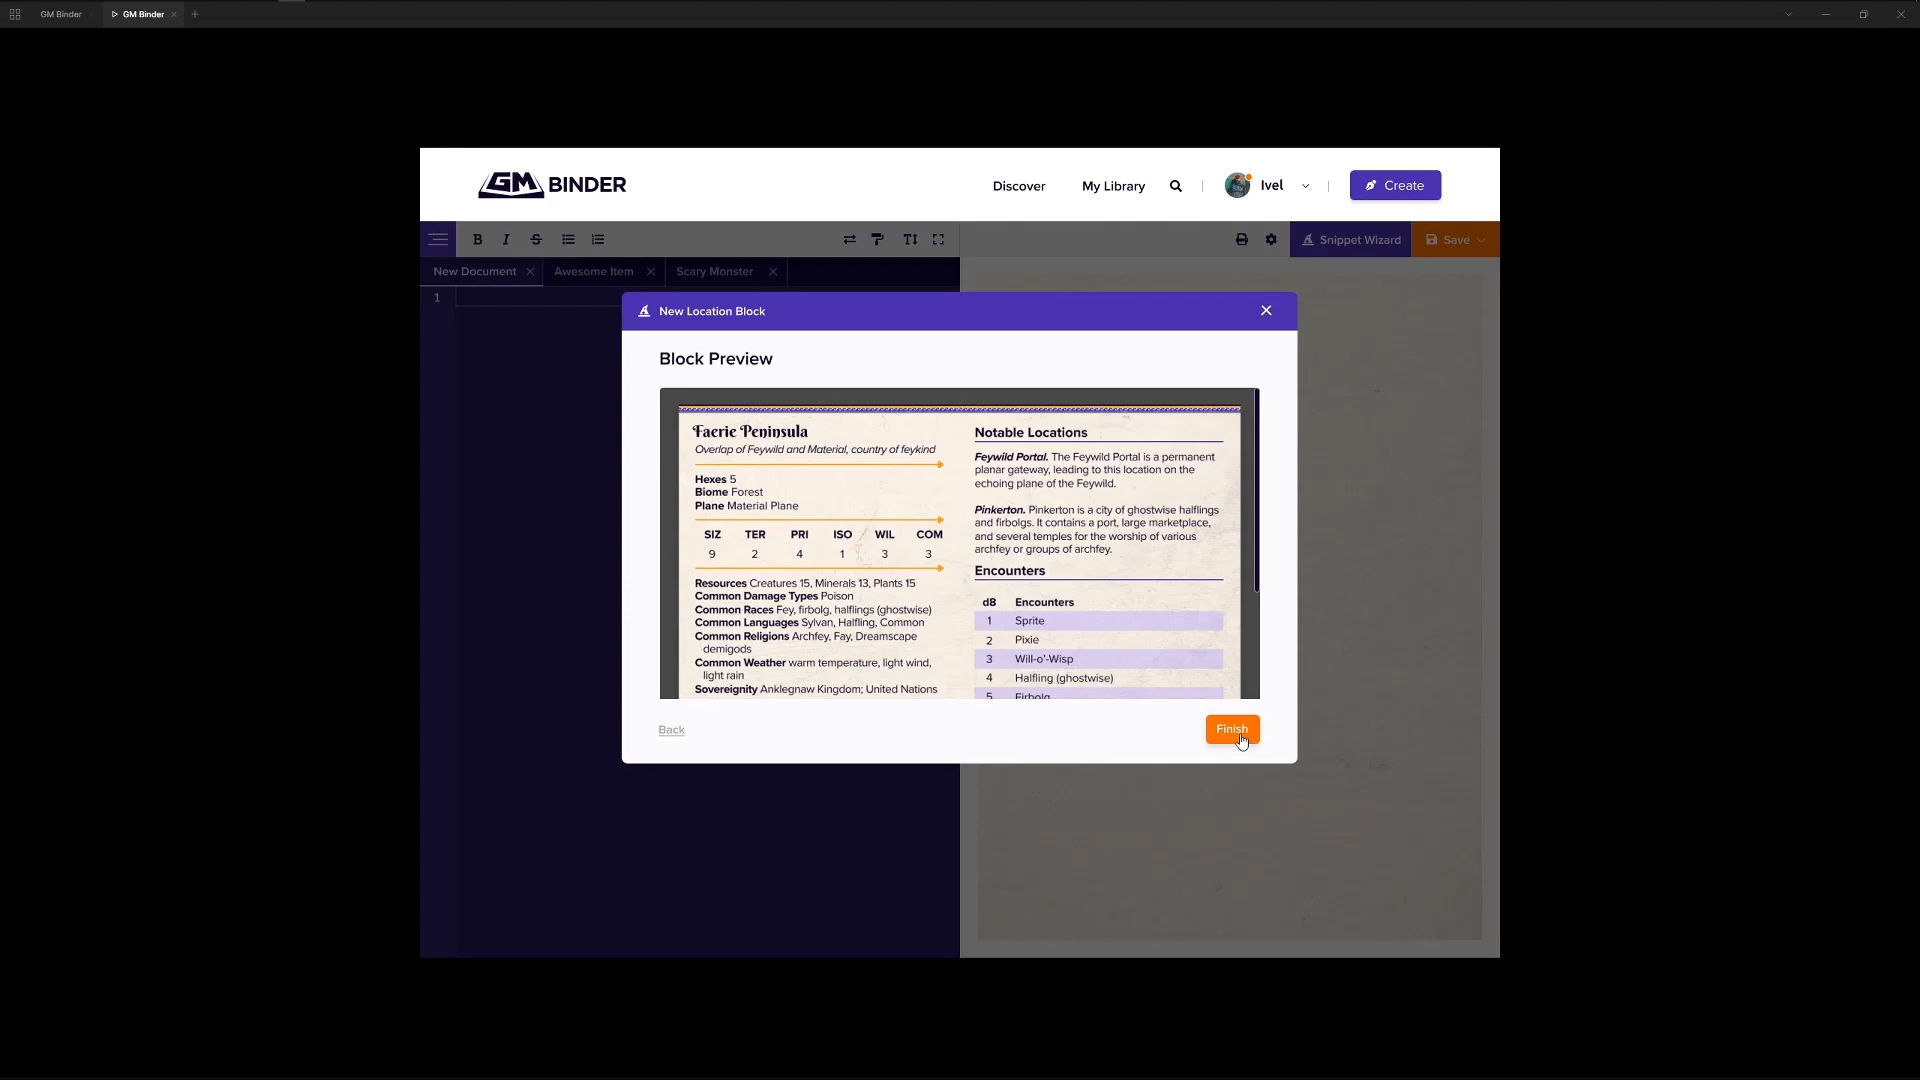 GM Binder
GM Binder
GM BINDER
Discover
My Library
Ivel
Create
B I S
Snippet Wizard
Save
New Document
Awesome Item
Scary Monster
1
New Location Block
Block Preview
Faerie Peninsula
Overlap of Feywild and Material, country of feykind
Hexes 5
Biome Forest
Plane Material Plane
SIZ TER PRI ISO WIL COM
9 2 4 1 3 3
Resources Creatures 15, Minerals 13, Plants 15
Common Damage Types Poison
Common Races Fey, firbolg, halflings (ghostwise)
Common Languages Sylvan, Halfling, Common
Common Religions Archfey, Fay, Dreamscape
demigods
Common Weather warm temperature, light wind,
light rain
Sovereignity Anklegnaw Kingdom; United Nations
Notable Locations
Feywild Portal. The Feywild Portal is a permanent
planar gateway, leading to this location on the
echoing plane of the Feywild.
Pinkerton. Pinkerton is a city of ghostwise halflings
and firbolgs. It contains a port, large marketplace,
and several temples for the worship of various
archfey or groups of archfey.
Encounters
d8 Encounters
1 Sprite
2 Pixie
3 Will-o'-Wisp
4 Halfling (ghostwise)
5 Firbolg
Back
Finish